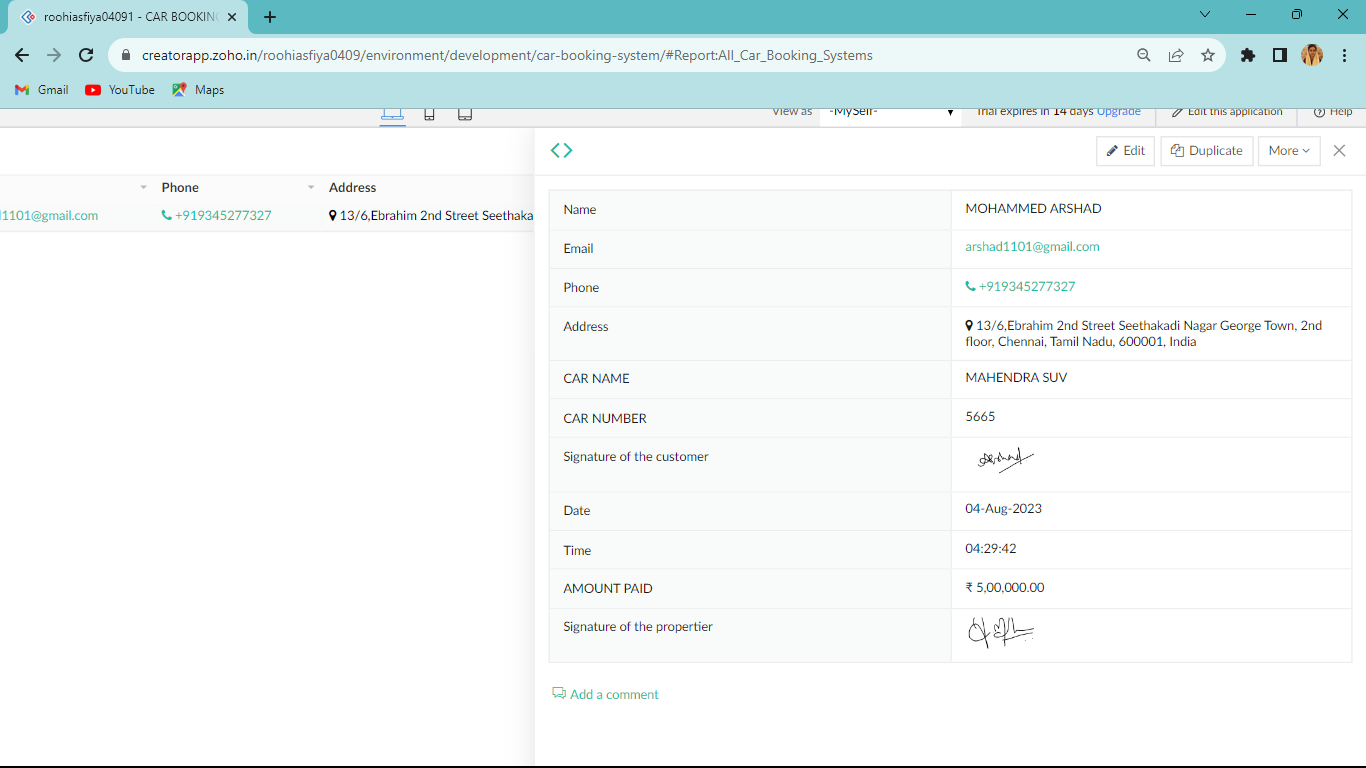 roohiasfiya04091 - CAR BOOKIN
creatorapp.zoho.in/roohiasfiya0409/environment/development/car-booking-system/#Report:All_Car_Booking_Systems
Gmail YouTube Maps
View as -MySelf- Trial expires in 14 days Upgrade Edit this application Help
Edit Duplicate More
Phone Address
1101@gmail.com +919345277327 13/6,Ebrahim 2nd Street Seethaka
Name MOHAMMED ARSHAD
Email arshad1101@gmail.com
Phone +919345277327
Address 13/6,Ebrahim 2nd Street Seethakadi Nagar George Town, 2nd
floor, Chennai, Tamil Nadu, 600001, India
CAR NAME MAHENDRA SUV
CAR NUMBER 5665
Signature of the customer
Date 04-Aug-2023
Time 04:29:42
AMOUNT PAID ₹ 5,00,000.00
Signature of the propertier
Add a comment